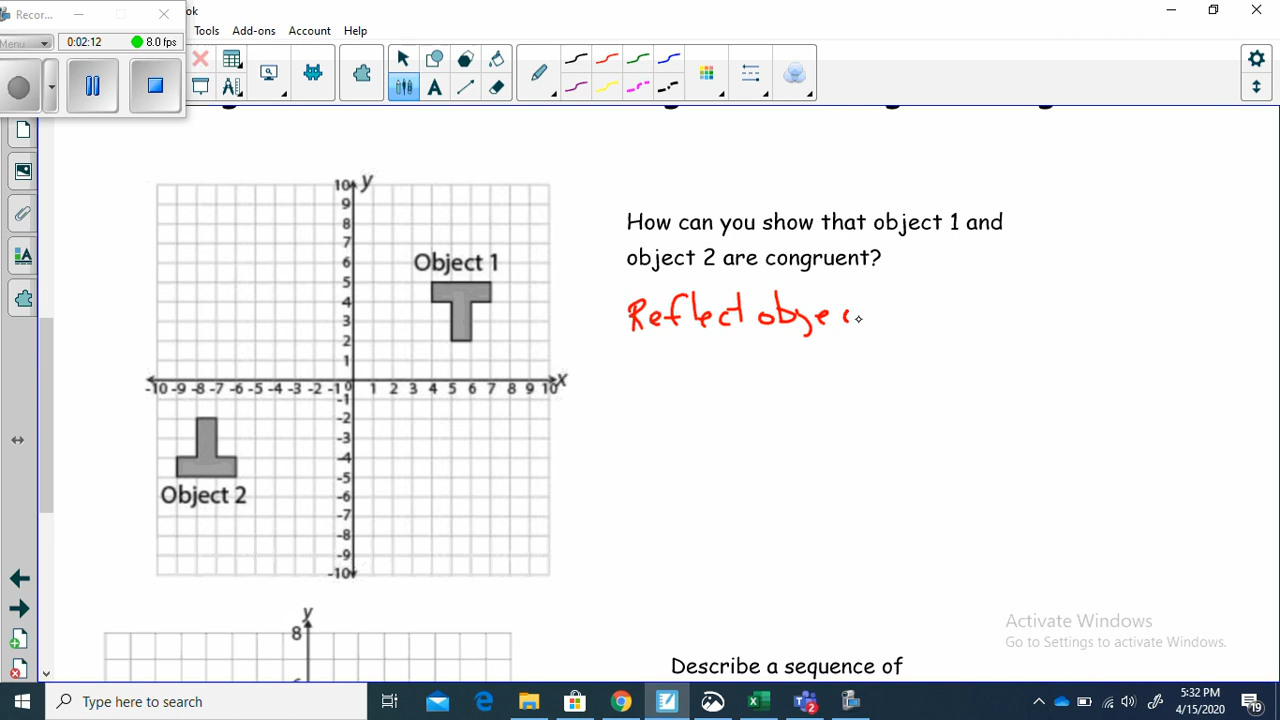 Recor...
ok
Menu
0:02:12
8.0 fps
Tools Add-ons Account Help
y
10
9
8
7
6
5
4
3
2
1
Object 1
-10 -9 -8 -7 -6 -5 -4 -3 -2 -1 0 1 2 3 4 5 6 7 8 9 10 x
-1
-2
-3
-4
-5
-6
-7
-8
-9
-10
Object 2
How can you show that object 1 and
object 2 are congruent?
Reflect objec
y
8
Describe a sequence of
Activate Windows
Go to Settings to activate Windows.
Type here to search
5:32 PM
4/15/2020
19